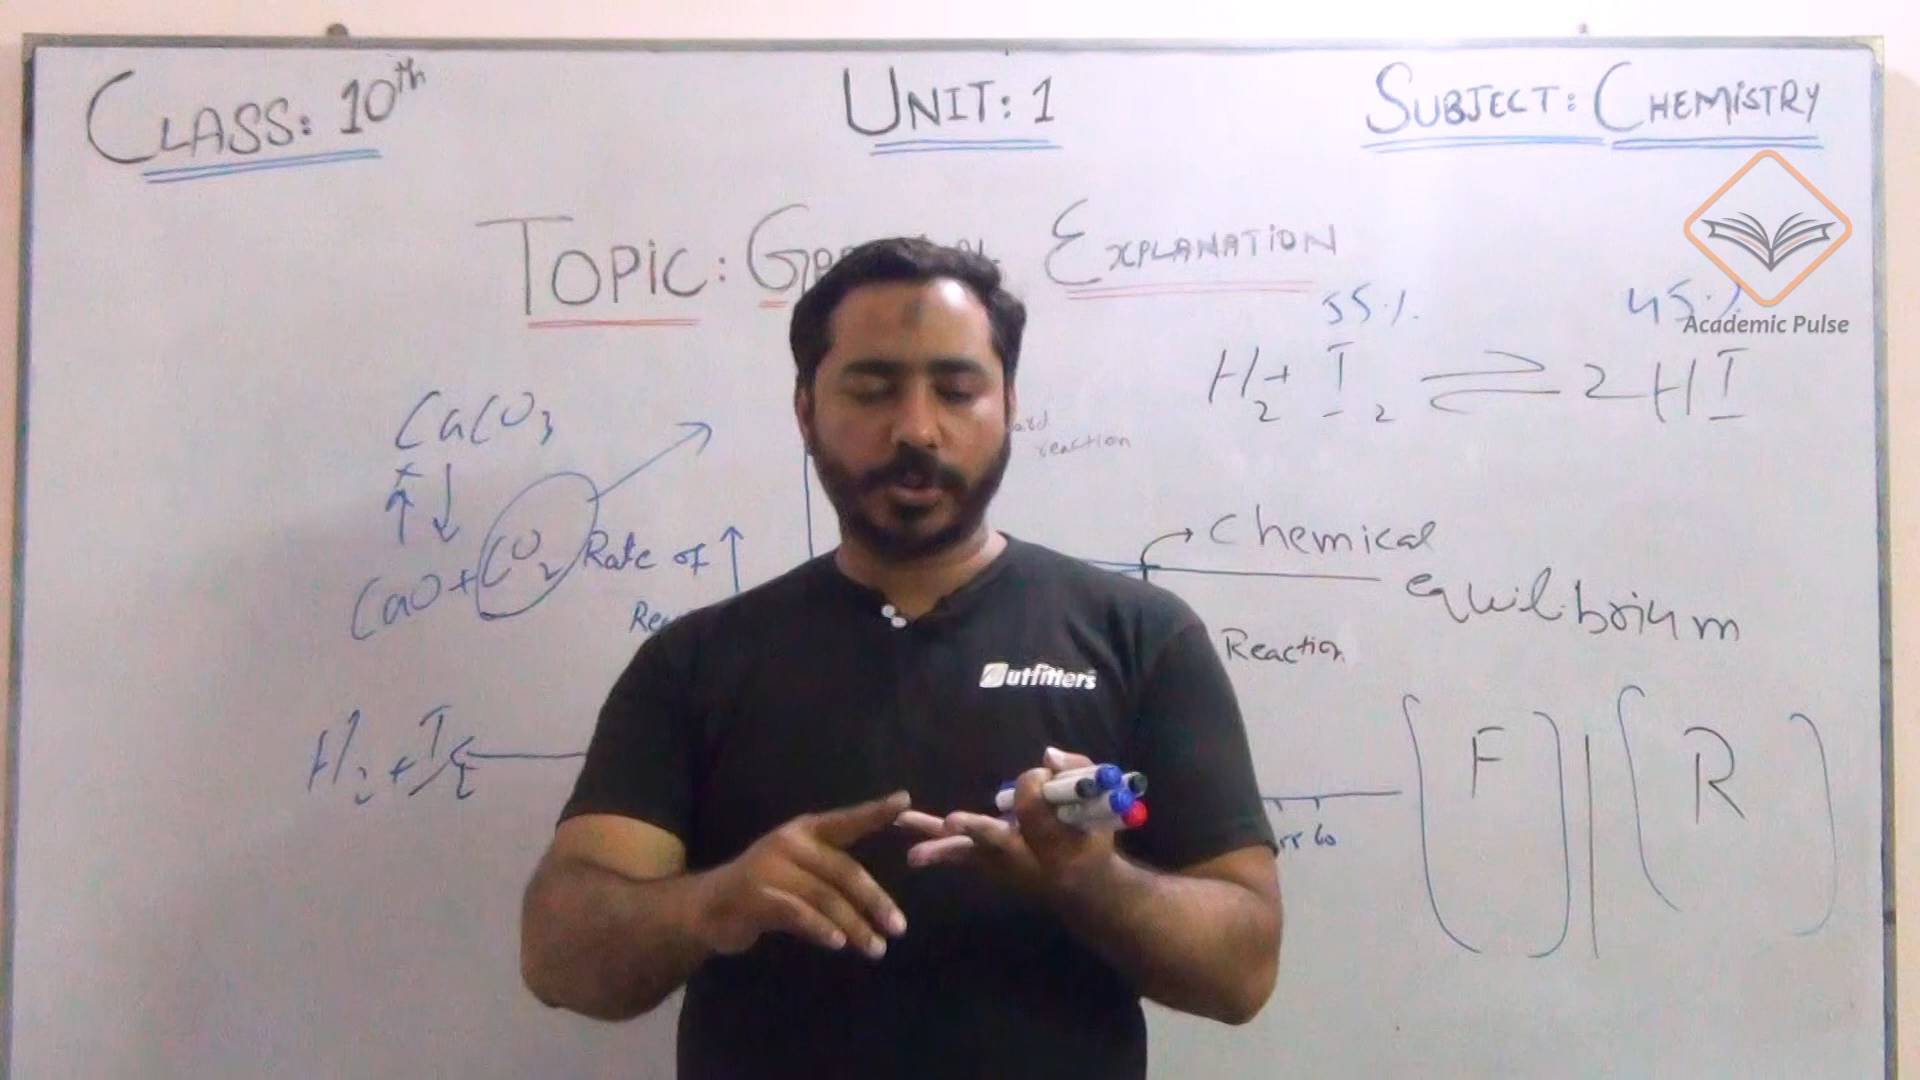 CLASS: 10th
UNIT: 1
SUBJECT: CHEMISTRY
TOPIC: EXPLANATION
55% 45%
Academic Pulse
H2 + I2 ⇌ 2HI
CaCO3
reaction
CaO + CO2
Rate of
Chemical
equilibrium
Reaction
outfitters
H2 + I2
F R
60